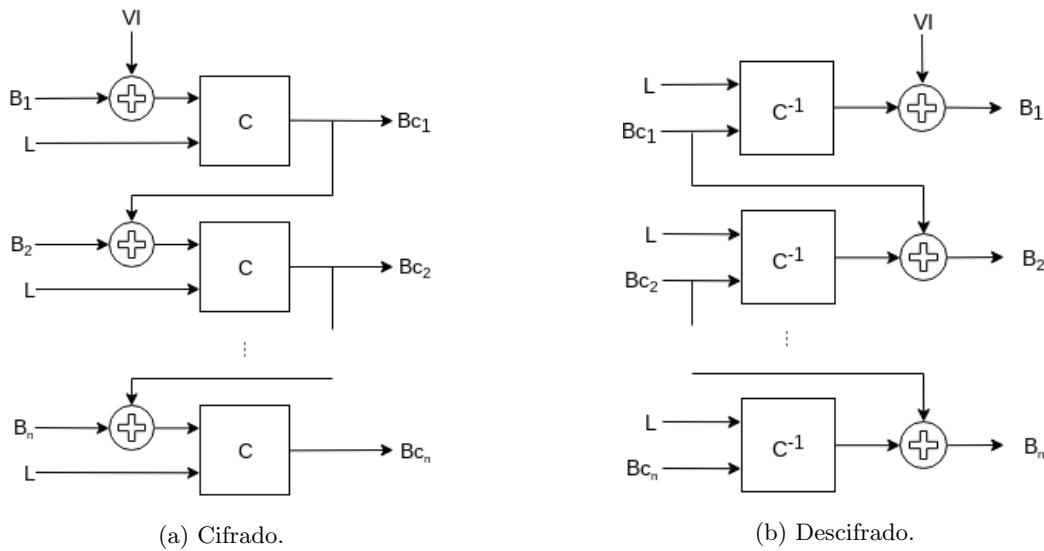 VI
B1
L
C
Bc1
B2
L
C
Bc2
⋮
Bn
L
C
Bcn
(a) Cifrado.
VI
L
Bc1
C-1
B1
L
Bc2
C-1
B2
⋮
L
Bcn
C-1
Bn
(b) Descifrado.